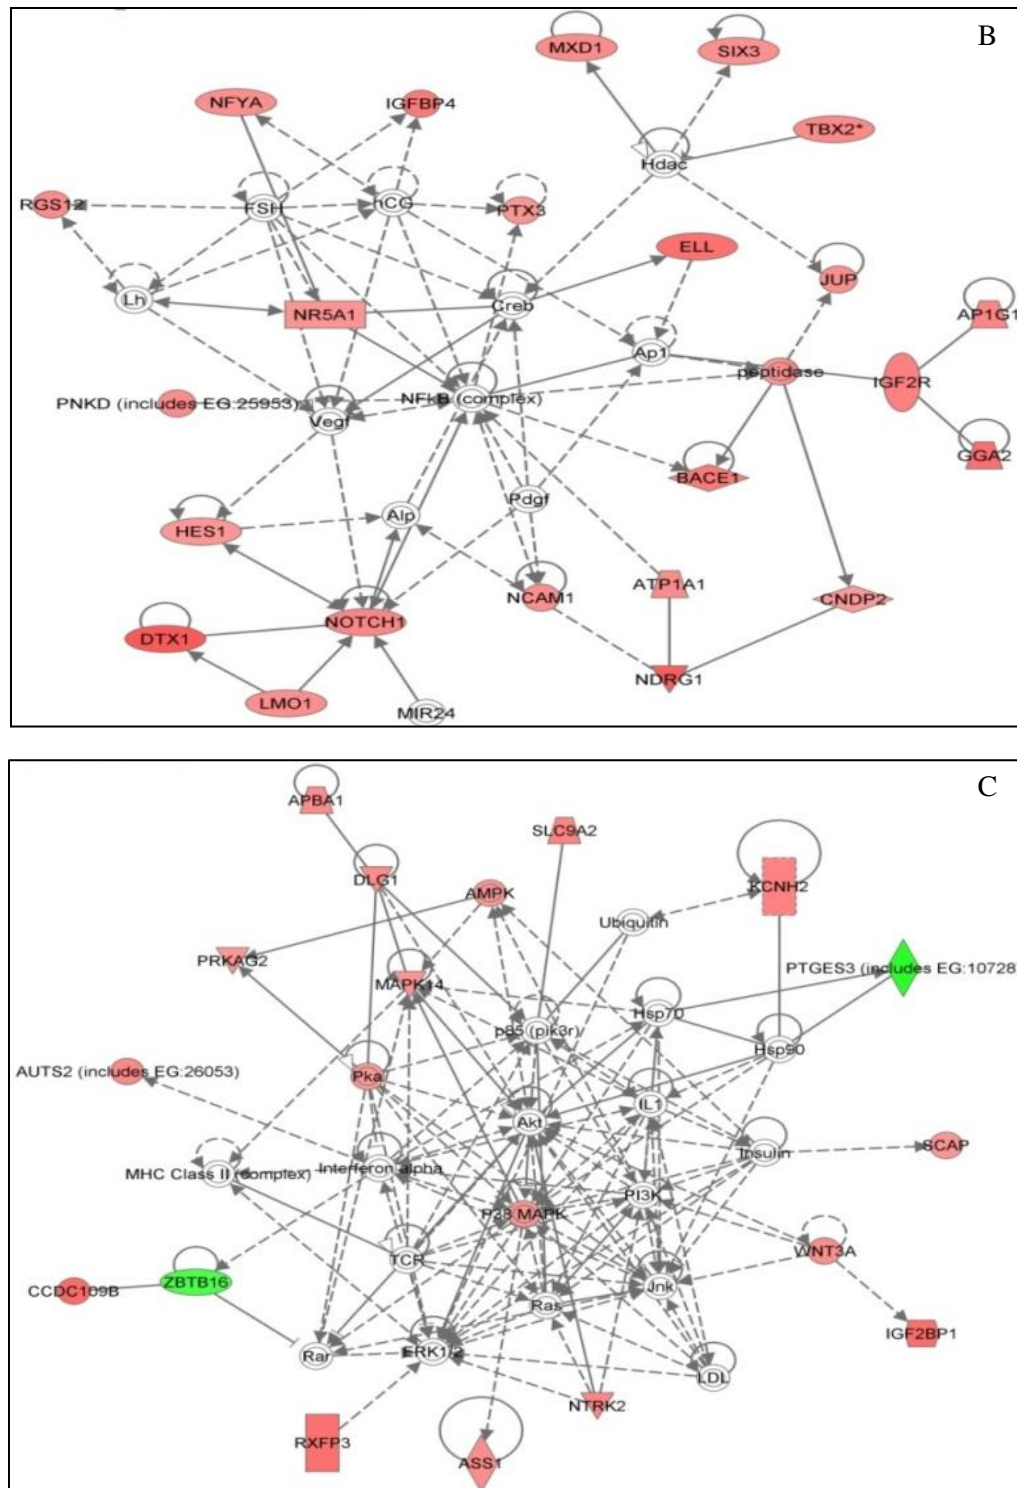 B
MXD1
SIX3
NFYA
IGFBP4
TBX2*
Hdac
RGS12
FSH
hCG
PTX3
ELL
JUP
Lh
NR5A1
Creb
AP1G1
Ap1
peptidase
IGF2R
PNKD (includes EG:25953)
NFkB (complex)
Vegf
GGA2
BACE1
Pdgf
Alp
HES1
ATP1A1
NCAM1
CNDP2
NOTCH1
DTX1
NDRG1
LMO1
MIR24
C
APBA1
SLC9A2
DLG1
AMPK
KCNH2
Ubiquitin
PRKAG2
PTGES3 (includes EG:10728
MAPK14
Hsp70
p85 (pik3r)
Hsp90
AUTS2 (includes EG:26053)
Pka
IL1
Akt
SCAP
Insulin
MHC Class II (complex)
Interferon alpha
PI3K
P38 MAPK
WNT3A
TCR
ZBTB16
Jnk
CCDC109B
Ras
IGF2BP1
Rar
ERK1/2
LDL
NTRK2
RXFP3
ASS1